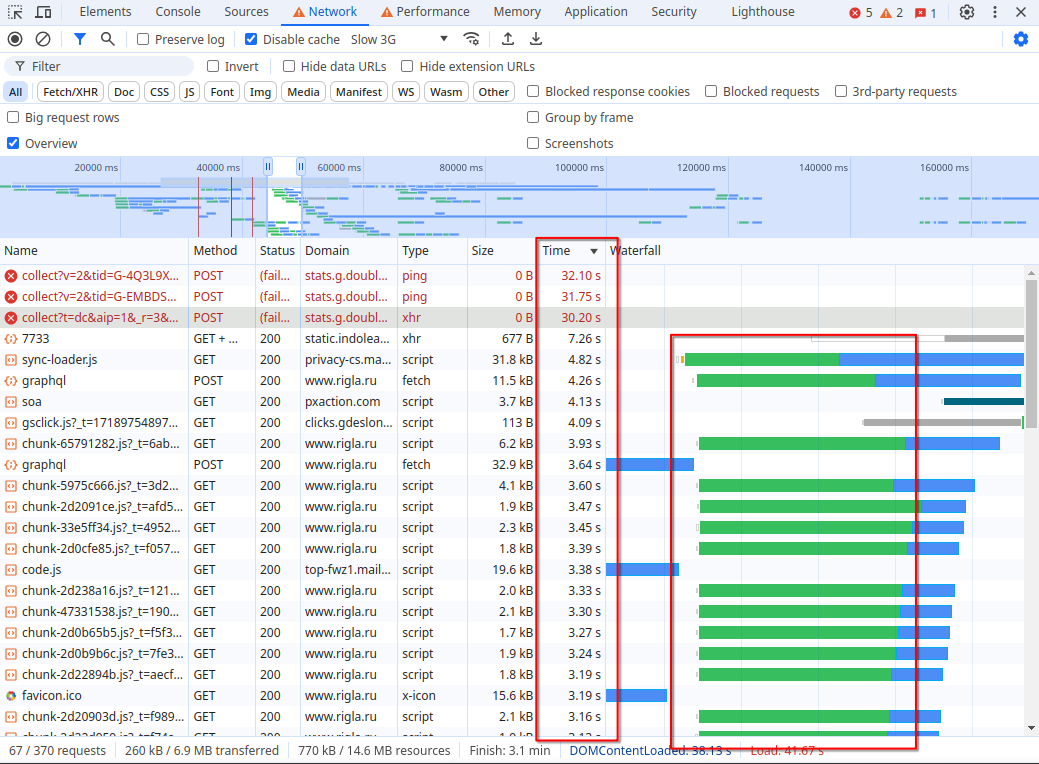 Elements Console Sources Network Performance Memory Application Security Lighthouse 5 2 1
Preserve log Disable cache Slow 3G
Filter Invert Hide data URLs Hide extension URLs
All Fetch/XHR Doc CSS JS Font Img Media Manifest WS Wasm Other Blocked response cookies Blocked requests 3rd-party requests
Big request rows Group by frame
Overview Screenshots
20000 ms 40000 ms 60000 ms 80000 ms 100000 ms 120000 ms 140000 ms 160000 ms
Name Method Status Domain Type Size Time Waterfall
collect?v=2&tid=G-4Q3L9X... POST (fail... stats.g.doubl... ping 0 B 32.10 s
collect?v=2&tid=G-EMBDS... POST (fail... stats.g.doubl... ping 0 B 31.75 s
collect?t=dc&aip=1&_r=3&... POST (fail... stats.g.doubl... xhr 0 B 30.20 s
7733 GET + ... 200 static.indolea... xhr 677 B 7.26 s
sync-loader.js GET 200 privacy-cs.ma... script 31.8 kB 4.82 s
graphql POST 200 www.rigla.ru fetch 11.5 kB 4.26 s
soa GET 200 pxaction.com script 3.7 kB 4.13 s
gsclick.js?_t=17189754897... GET 200 clicks.gdeslon... script 113 B 4.09 s
chunk-65791282.js?_t=6ab... GET 200 www.rigla.ru script 6.2 kB 3.93 s
graphql POST 200 www.rigla.ru fetch 32.9 kB 3.64 s
chunk-5975c666.js?_t=3d2... GET 200 www.rigla.ru script 4.1 kB 3.60 s
chunk-2d2091ce.js?_t=afd5... GET 200 www.rigla.ru script 1.9 kB 3.47 s
chunk-33e5ff34.js?_t=4952... GET 200 www.rigla.ru script 2.3 kB 3.45 s
chunk-2d0cfe85.js?_t=f057... GET 200 www.rigla.ru script 1.8 kB 3.39 s
code.js GET 200 top-fwz1.mail... script 19.6 kB 3.38 s
chunk-2d238a16.js?_t=121... GET 200 www.rigla.ru script 2.0 kB 3.33 s
chunk-47331538.js?_t=190... GET 200 www.rigla.ru script 2.1 kB 3.30 s
chunk-2d0b65b5.js?_t=f5f3... GET 200 www.rigla.ru script 1.7 kB 3.27 s
chunk-2d0b9b6c.js?_t=7fe3... GET 200 www.rigla.ru script 1.9 kB 3.24 s
chunk-2d22894b.js?_t=aecf... GET 200 www.rigla.ru script 1.8 kB 3.19 s
favicon.ico GET 200 www.rigla.ru x-icon 15.6 kB 3.19 s
chunk-2d20903d.js?_t=f989... GET 200 www.rigla.ru script 2.1 kB 3.16 s
67 / 370 requests 260 kB / 6.9 MB transferred 770 kB / 14.6 MB resources Finish: 3.1 min DOMContentLoaded: 38.13 s Load: 41.67 s